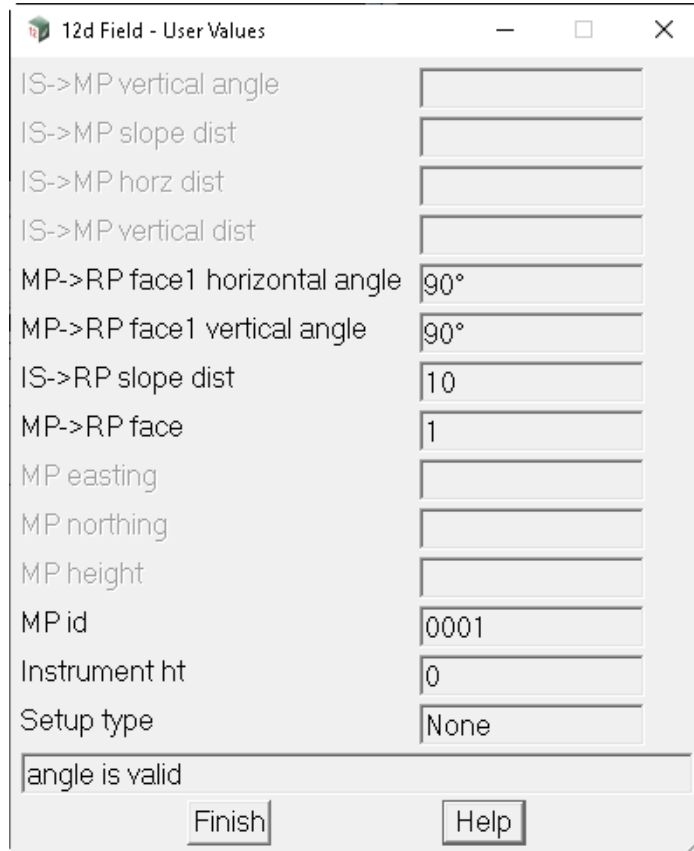 12d Field - User Values
IS->MP vertical angle
IS->MP slope dist
IS->MP horz dist
IS->MP vertical dist
MP->RP face1 horizontal angle 90°
MP->RP face1 vertical angle 90°
IS->RP slope dist 10
MP->RP face 1
MP easting
MP northing
MP height
MP id 0001
Instrument ht 0
Setup type None
angle is valid
Finish Help